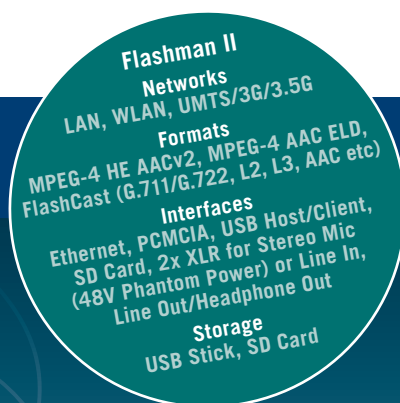 Flashman II
Networks
LAN, WLAN, UMTS/3G/3.5G
Formats
MPEG-4 HE AACv2, MPEG-4 AAC ELD,
FlashCast (G.711/G.722, L2, L3, AAC etc)
Interfaces
Ethernet, PCMCIA, USB Host/Client,
SD Card, 2x XLR for Stereo Mic
(48V Phantom Power) or Line In,
Line Out/Headphone Out
Storage
USB Stick, SD Card